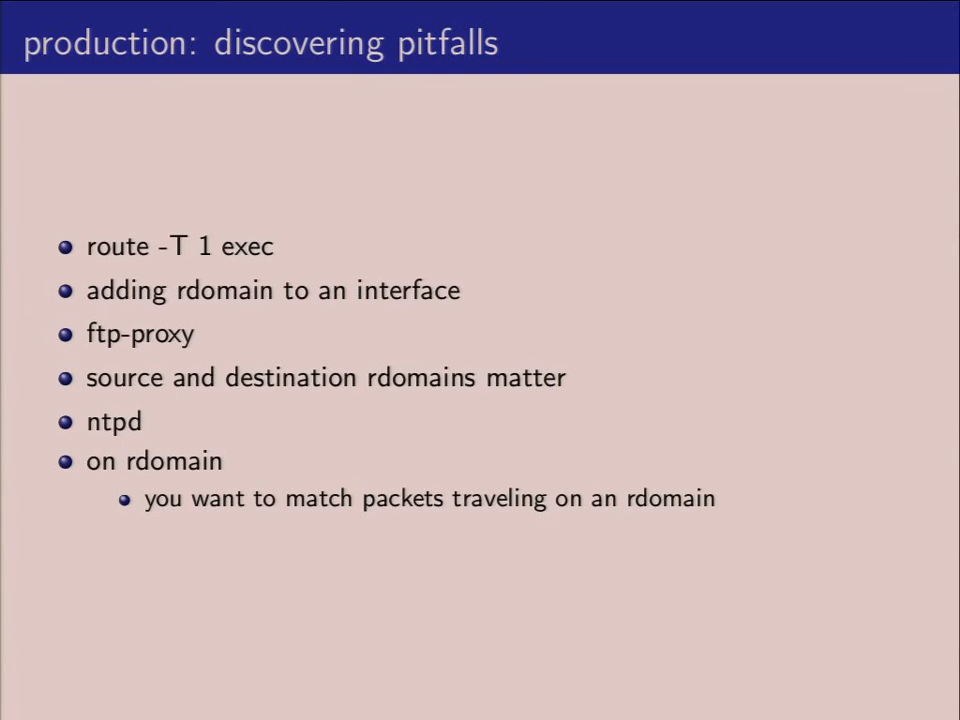 production: discovering pitfalls
route -T 1 exec
adding rdomain to an interface
ftp-proxy
source and destination rdomains matter
ntpd
on rdomain
you want to match packets traveling on an rdomain